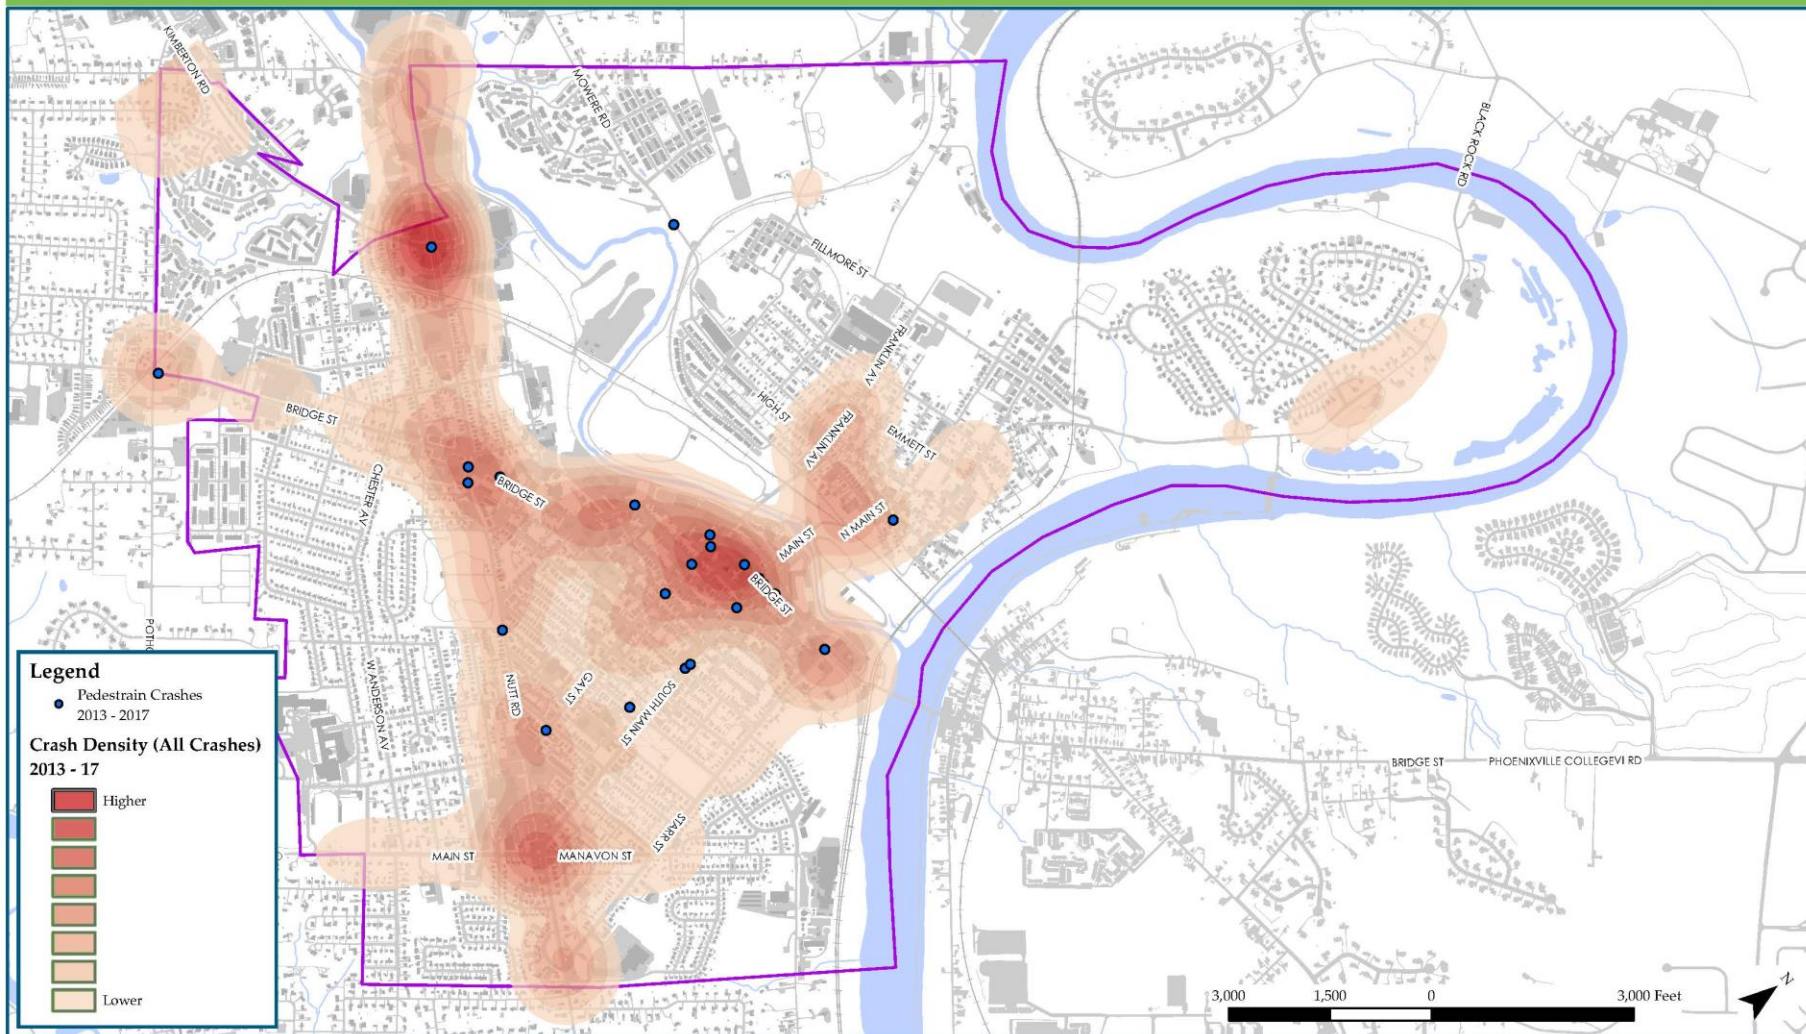 KIMBERTON RD
MOWERE RD
BLACK ROCK RD
FILLMORE ST
FRANKLIN AV
HIGH ST
FRANKLIN AV
EMMETT ST
BRIDGE ST
CHESTER AV
BRIDGE ST
MAIN ST
N MAIN ST
BRIDGE ST
W ANDERSON AV
NUTT RD
GAY ST
SOUTH MAIN ST
STARR ST
MAIN ST
MANAVON ST
BRIDGE ST
PHOENIXVILLE COLLEGEVI RD
Legend
Pedestrain Crashes
2013 - 2017
Crash Density (All Crashes)
2013 - 17
Higher
Lower
3,000 1,500 0 3,000 Feet
N